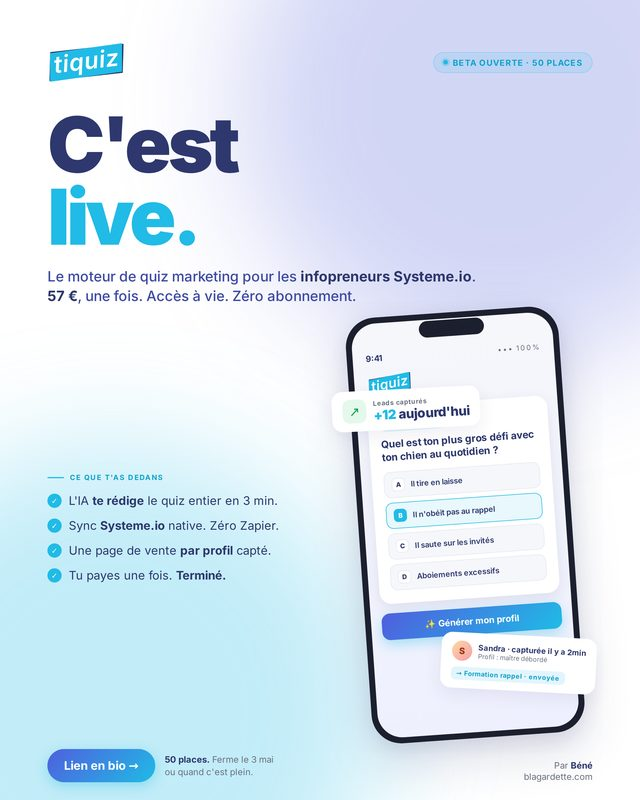 tiquiz
BETA OUVERTE · 50 PLACES
C'est
live.
Le moteur de quiz marketing pour les infopreneurs Systeme.io.
57 €, une fois. Accès à vie. Zéro abonnement.
9:41
100%
tiquiz
Leads capturés
↗
+12 aujourd'hui
Quel est ton plus gros défi avec
ton chien au quotidien ?
A Il tire en laisse
B Il n'obéit pas au rappel
C Il saute sur les invités
D Aboiements excessifs
✨ Générer mon profil
S
Sandra · capturée il y a 2min
Profil : maître débordé
→ Formation rappel · envoyée
CE QUE T'AS DEDANS
✓ L'IA te rédige le quiz entier en 3 min.
✓ Sync Systeme.io native. Zéro Zapier.
✓ Une page de vente par profil capté.
✓ Tu payes une fois. Terminé.
Lien en bio →
50 places. Ferme le 3 mai
ou quand c'est plein.
Par Béné
blagardette.com